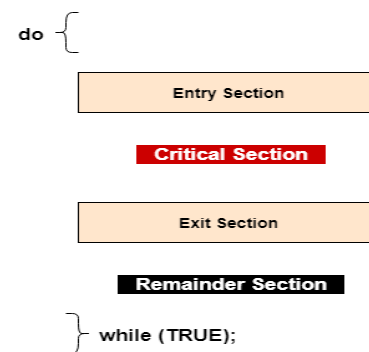 do {
Entry Section
Critical Section
Exit Section
Remainder Section
} while (TRUE);